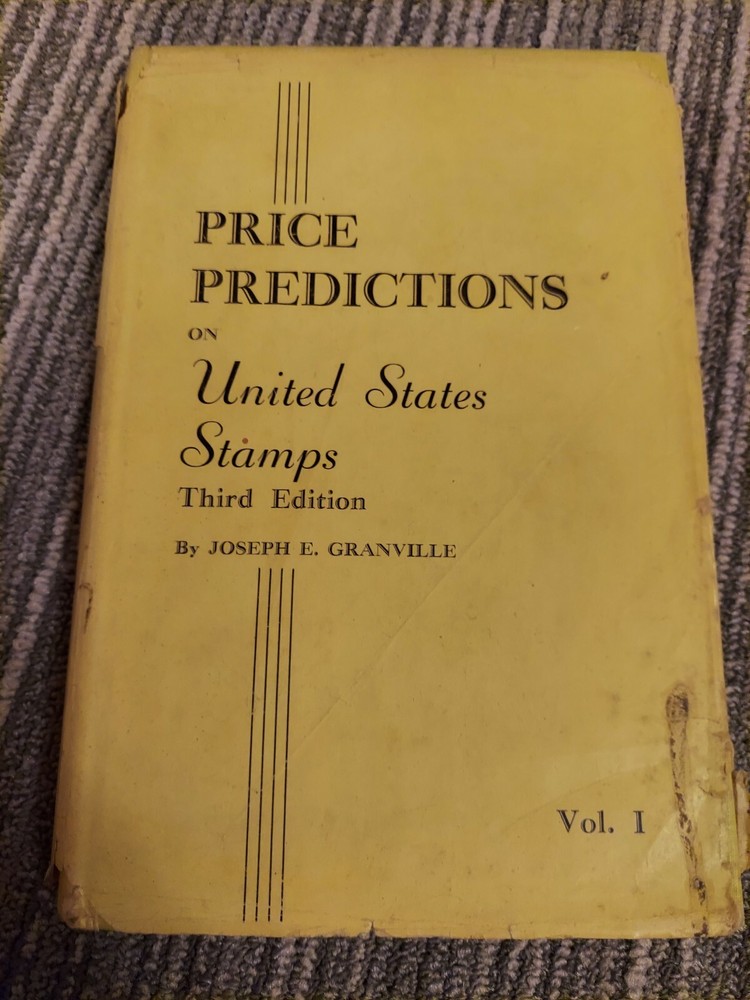 PRICE
PREDICTIONS
ON
United States
Stamps
Third Edition
By JOSEPH E. GRANVILLE
Vol. I